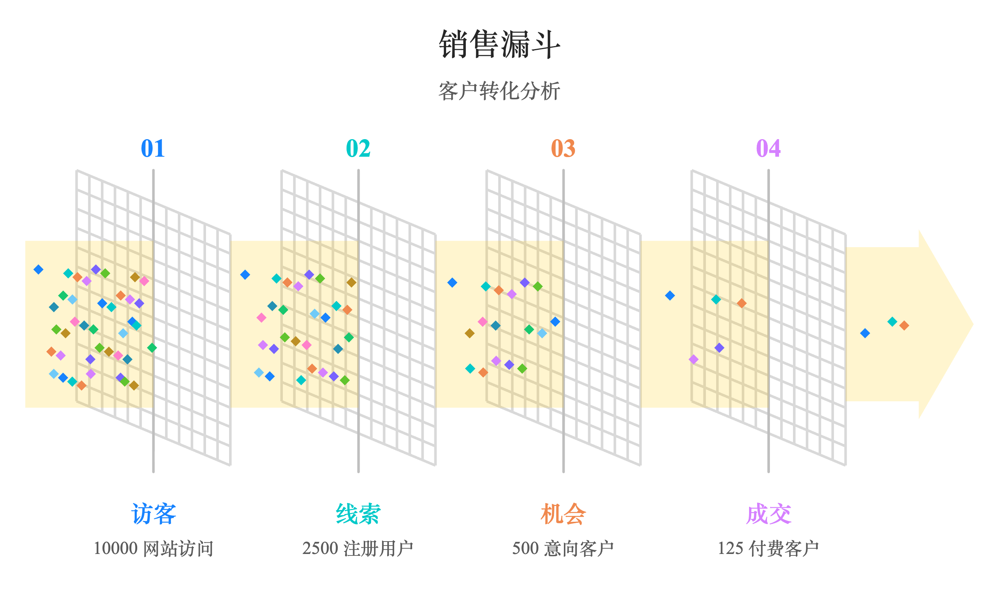 销售漏斗
客户转化分析
01
02
03
04
访客
10000 网站访问
线索
2500 注册用户
机会
500 意向客户
成交
125 付费客户